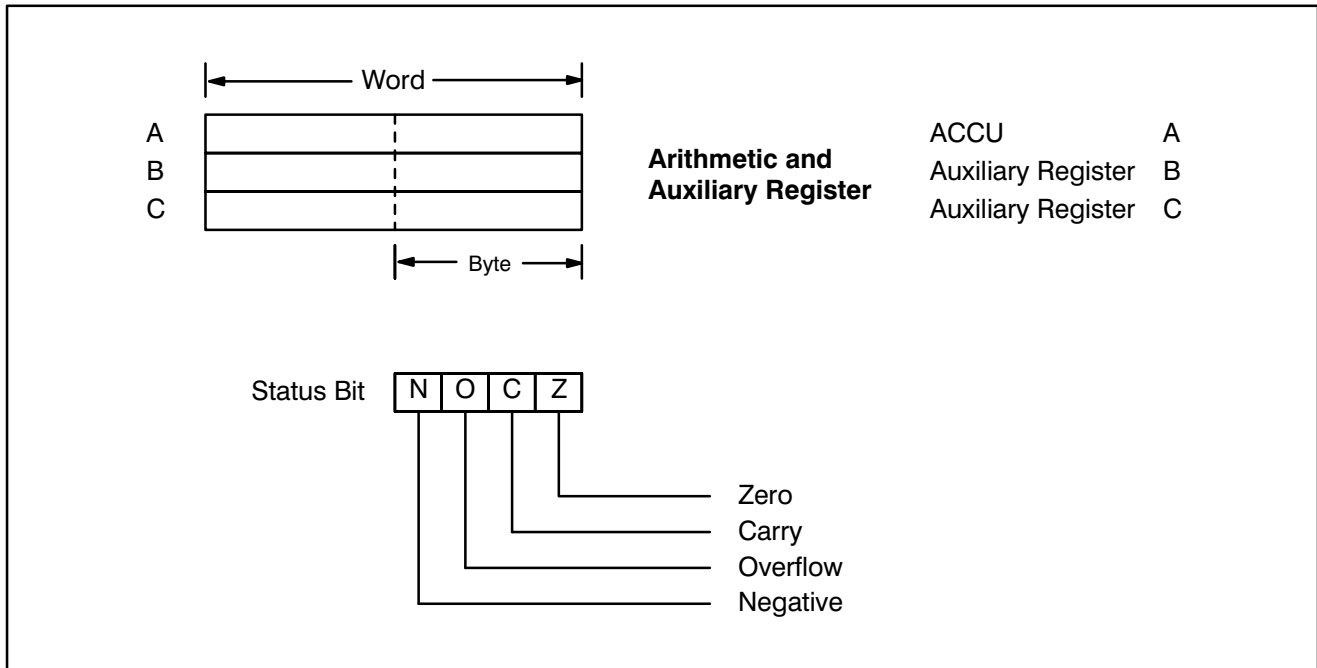 Word
A
B
C
Arithmetic and
Auxiliary Register
ACCU A
Auxiliary Register B
Auxiliary Register C
Byte
Status Bit N O C Z
Zero
Carry
Overflow
Negative